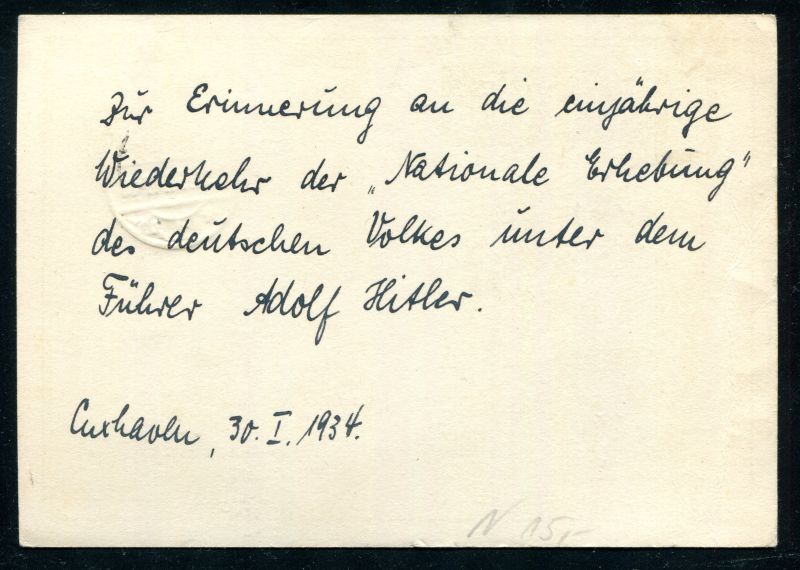 Zur Erinnerung an die einjährige
Wiederkehr der „Nationale Erhebung"
des deutschen Volkes unter dem
Führer Adolf Hitler.
Cuxhaven, 30. I. 1934.
N 15,-